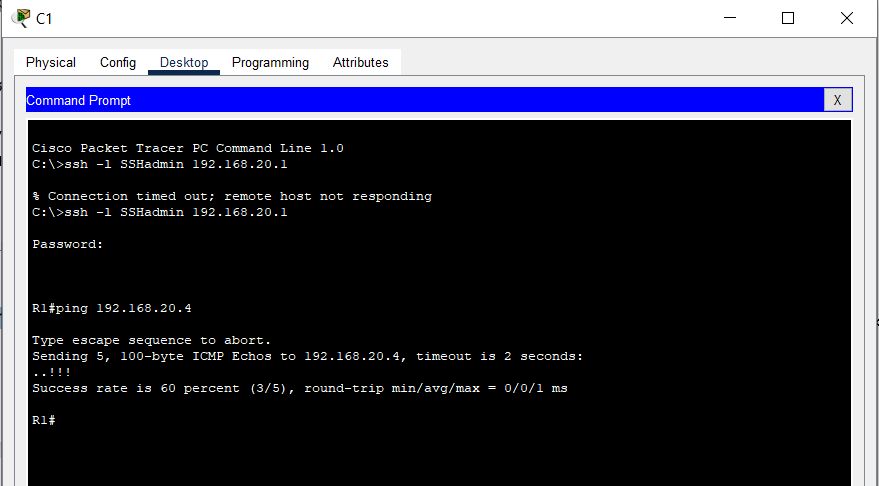 C1
Physical Config Desktop Programming Attributes
Command Prompt
X
Cisco Packet Tracer PC Command Line 1.0
C:\>ssh -l SSHadmin 192.168.20.1
% Connection timed out; remote host not responding
C:\>ssh -l SSHadmin 192.168.20.1
Password:
R1#ping 192.168.20.4
Type escape sequence to abort.
Sending 5, 100-byte ICMP Echos to 192.168.20.4, timeout is 2 seconds:
..!!!
Success rate is 60 percent (3/5), round-trip min/avg/max = 0/0/1 ms
R1#